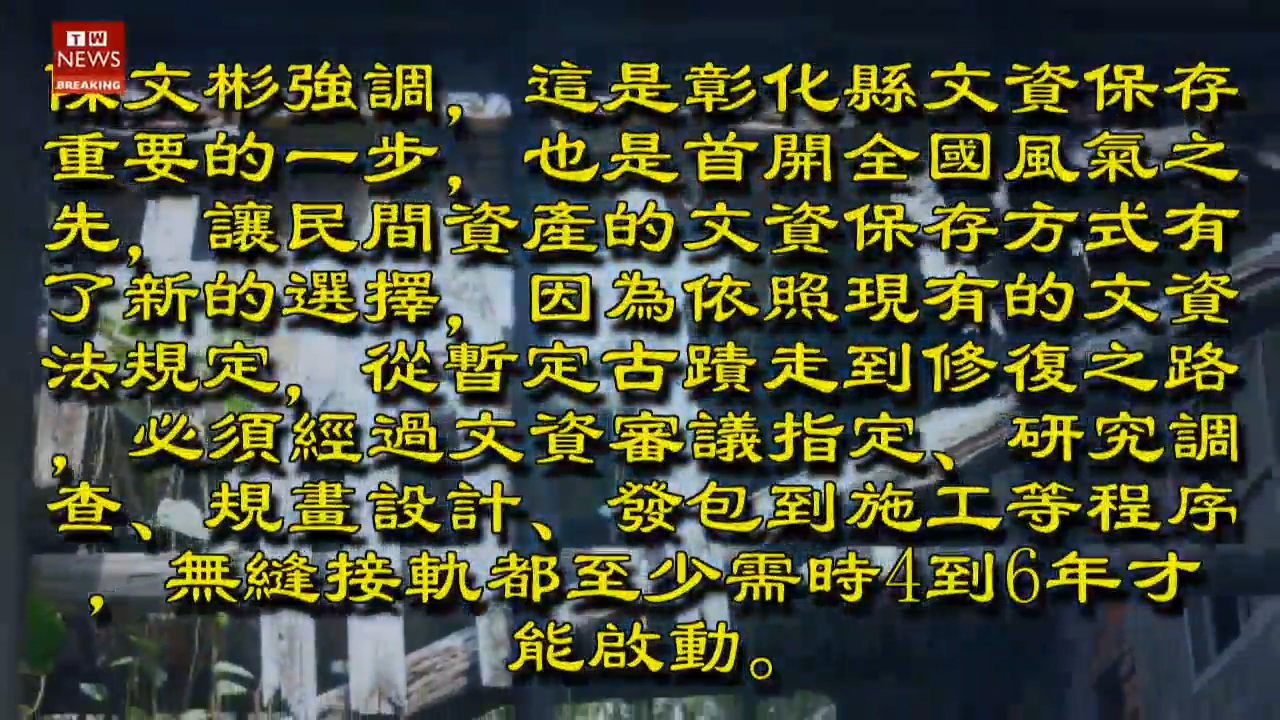 TW
NEWS
BREAKING
陳文彬強調，這是彰化縣文資保存
重要的一步，也是首開全國風氣之
先，讓民間資產的文資保存方式有
了新的選擇，因為依照現有的文資
法規定，從暫定古蹟走到修復之路
，必須經過文資審議指定、研究調
查、規畫設計、發包到施工等程序
，無縫接軌都至少需時4到6年才
能啟動。